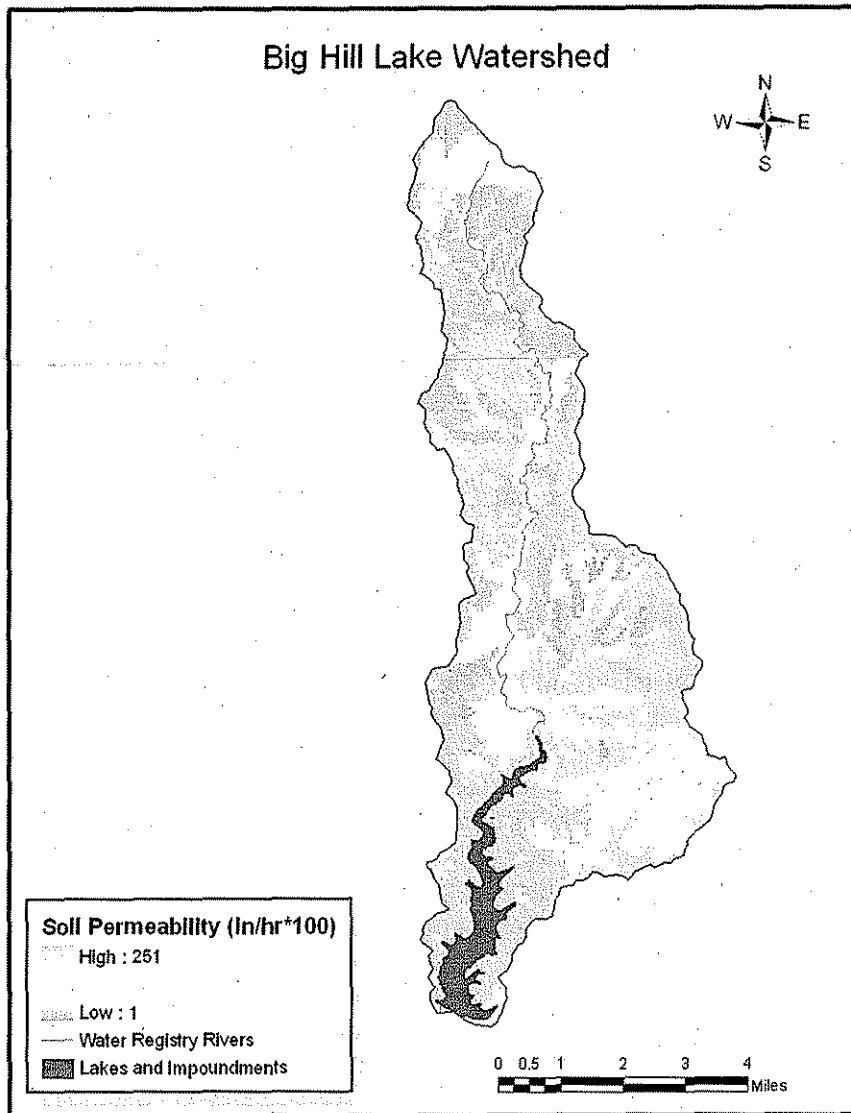 Big Hill Lake Watershed
N
W E
S
Soil Permeability (In/hr*100)
High : 251
Low : 1
Water Registry Rivers
Lakes and Impoundments
0 0.5 1 2 3 4
Miles